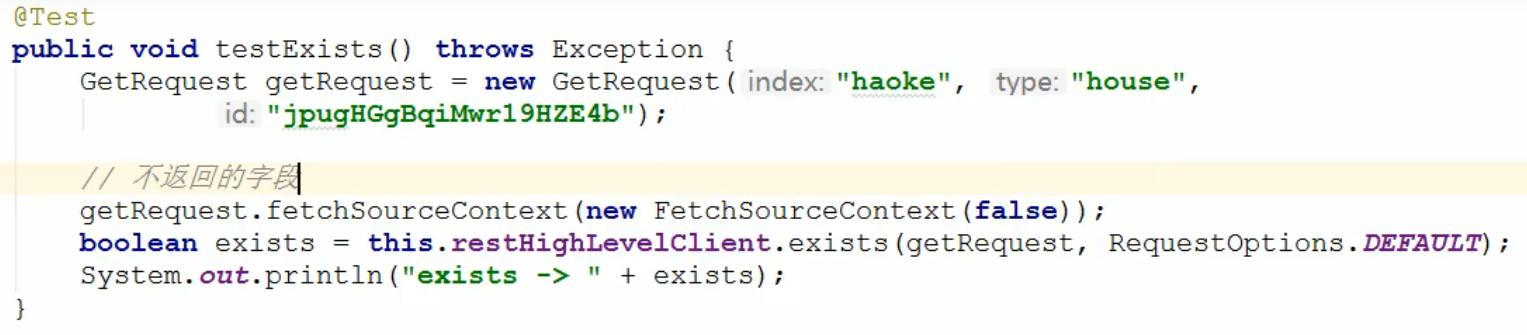 @Test
public void testExists() throws Exception {
GetRequest getRequest = new GetRequest( index: "haoke", type: "house",
id: "jpugHGgBqiMwr19HZE4b");
// 不返回的字段
getRequest.fetchSourceContext(new FetchSourceContext(false));
boolean exists = this.restHighLevelClient.exists(getRequest, RequestOptions.DEFAULT);
System.out.println("exists -> " + exists);
}